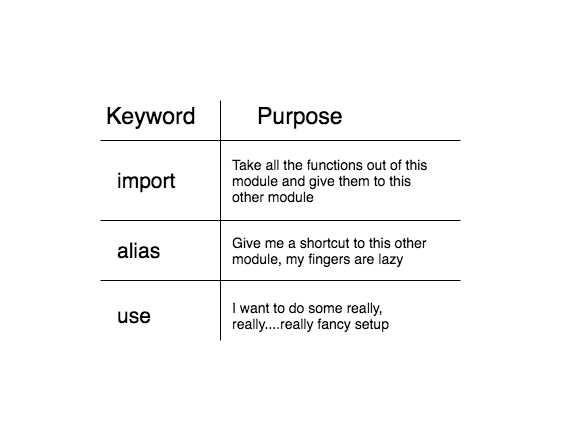 Keyword Purpose
import
Take all the functions out of this
module and give them to this
other module
alias
Give me a shortcut to this other
module, my fingers are lazy
use
I want to do some really,
really....really fancy setup